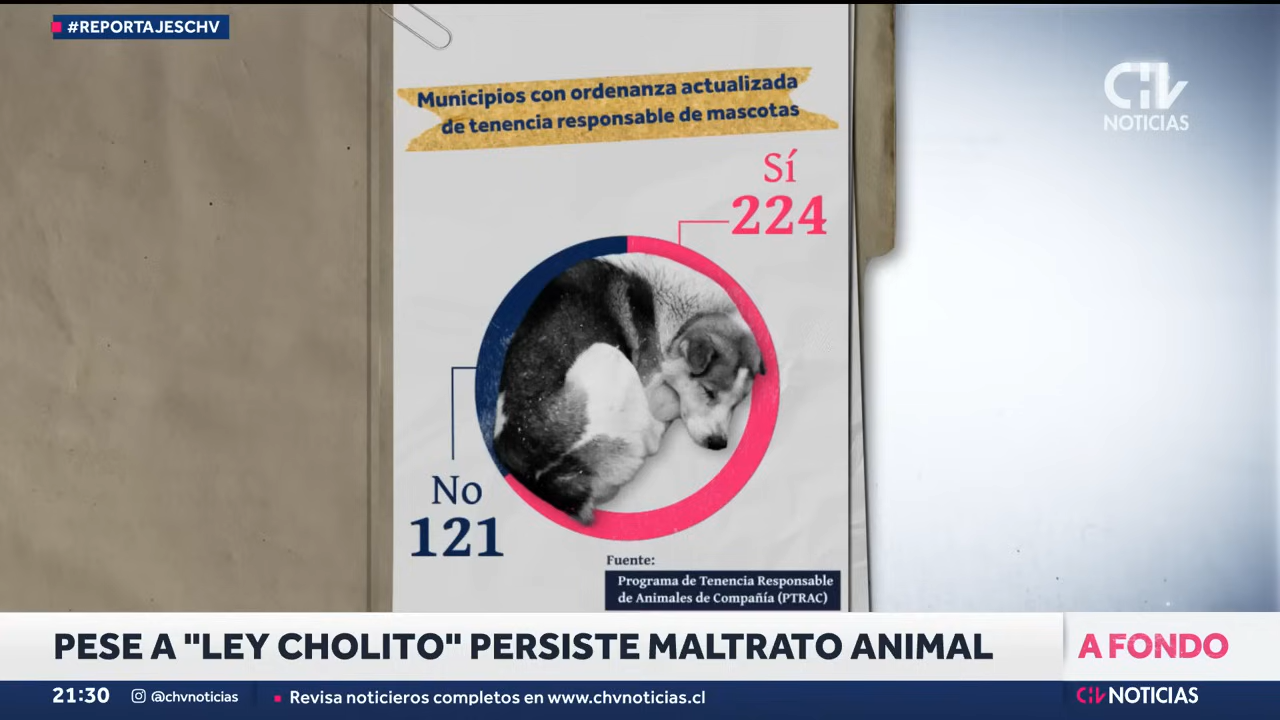 #REPORTAJESCHV
CHV
NOTICIAS
Municipios con ordenanza actualizada
de tenencia responsable de mascotas
Sí
224
No
121
Fuente:
Programa de Tenencia Responsable
de Animales de Compañía (PTRAC)
PESE A "LEY CHOLITO" PERSISTE MALTRATO ANIMAL
A FONDO
21:30
@chvnoticias
Revisa noticieros completos en www.chvnoticias.cl
CHV NOTICIAS